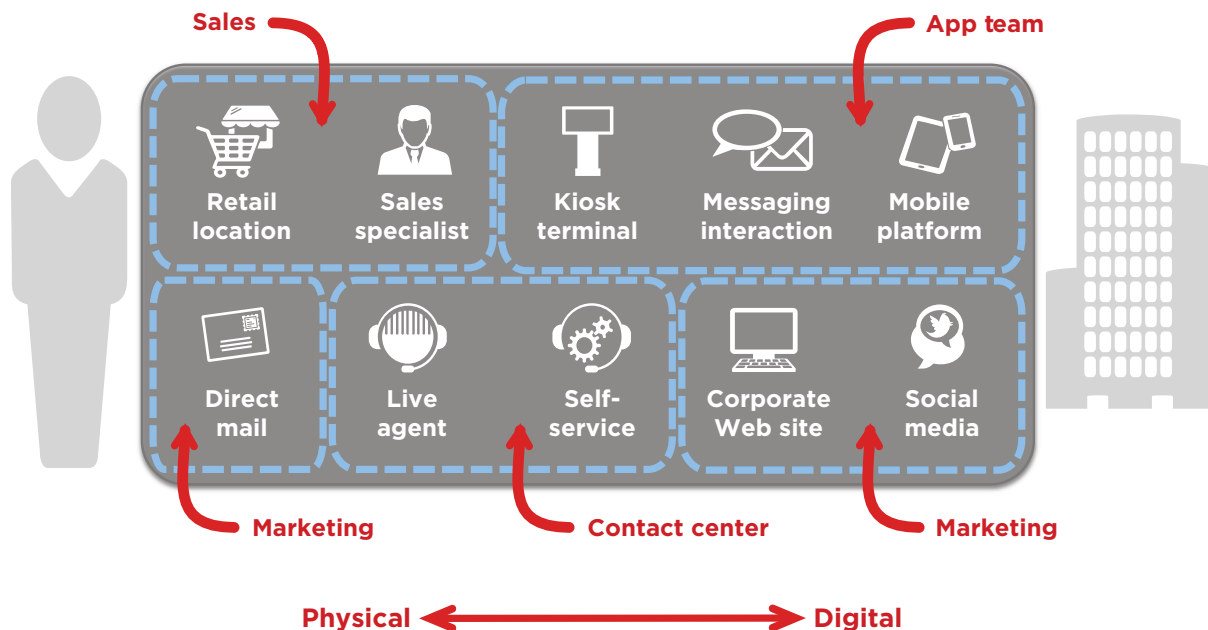 Sales
App team
Retail
location
Sales
specialist
Kiosk
terminal
Messaging
interaction
Mobile
platform
Direct
mail
Live
agent
Self-
service
Corporate
Web site
Social
media
Marketing
Contact center
Marketing
Physical
Digital